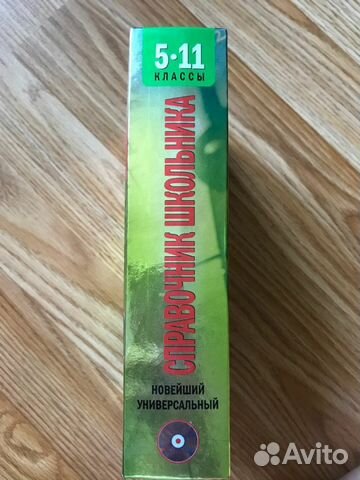 5·11
КЛАССЫ
СПРАВОЧНИК ШКОЛЬНИКА
НОВЕЙШИЙ
УНИВЕРСАЛЬНЫЙ
Avito